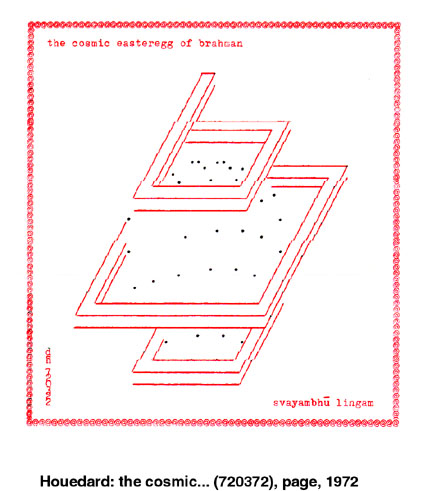 the cosmic easteregg of brahman
svayambhū lingam
Houedard: the cosmic... (720372), page, 1972